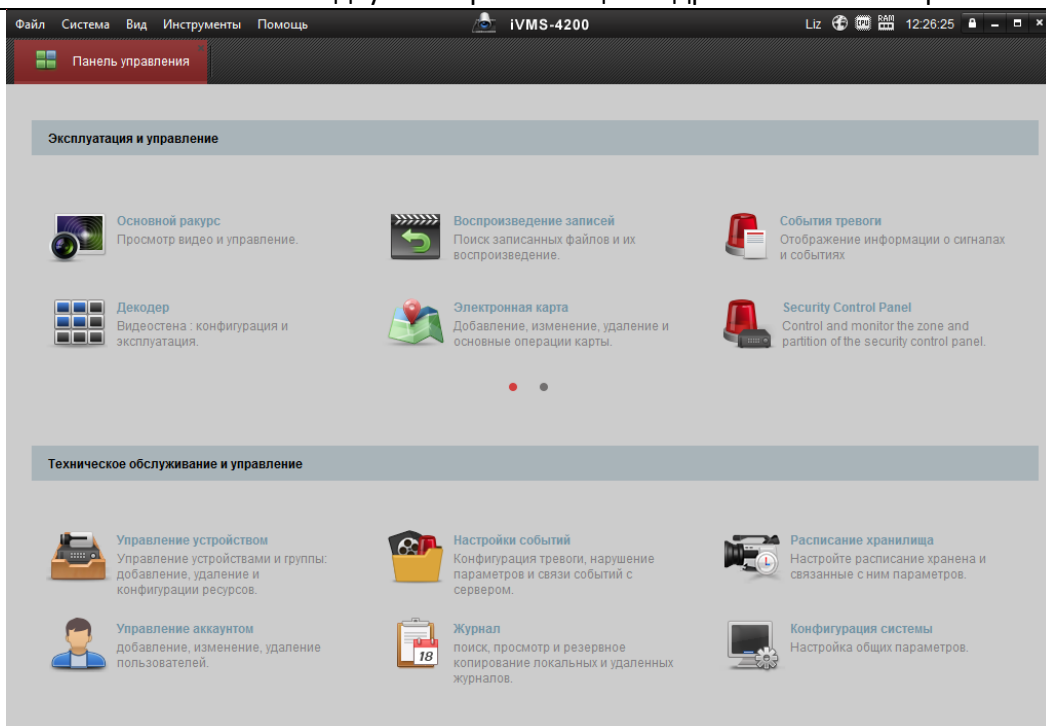 Файл Система Вид Инструменты Помощь iVMS-4200 Liz CPU RAM 12:26:25
Панель управления
Эксплуатация и управление
Основной ракурс
Просмотр видео и управление.
Воспроизведение записей
Поиск записанных файлов и их
воспроизведение.
События тревоги
Отображение информации о сигналах
и событиях
Декодер
Видеостена : конфигурация и
эксплуатация.
Электронная карта
Добавление, изменение, удаление и
основные операции карты.
Security Control Panel
Control and monitor the zone and
partition of the security control panel.
Техническое обслуживание и управление
Управление устройством
Управление устройствами и группы:
добавление, удаление и
конфигурации ресурсов.
Настройки событий
Конфигурация тревоги, нарушение
параметров и связи событий с
сервером.
Расписание хранилища
Настройте расписание хранена и
связанные с ним параметров.
Управление аккаунтом
добавление, изменение, удаление
пользователей.
18
Журнал
поиск, просмотр и резервное
копирование локальных и удаленных
журналов.
Конфигурация системы
Настройка общих параметров.